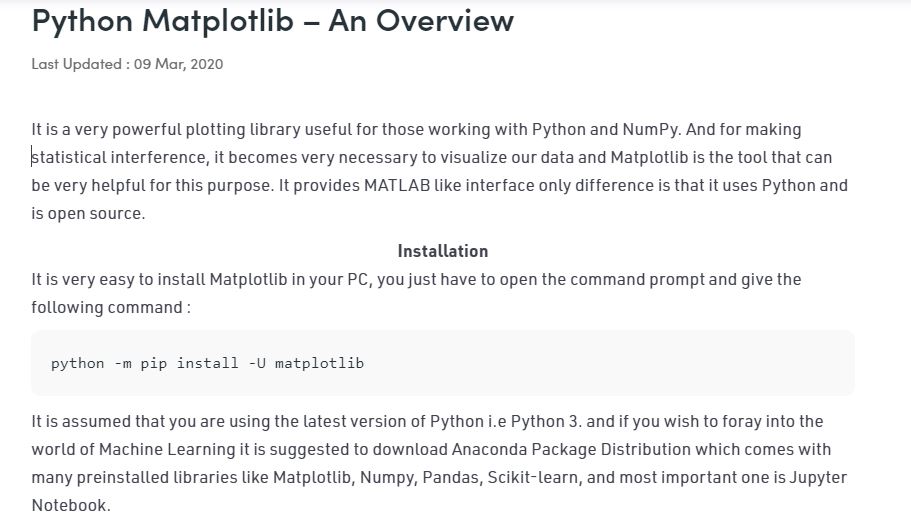 Python Matplotlib – An Overview
Last Updated : 09 Mar, 2020
It is a very powerful plotting library useful for those working with Python and NumPy. And for making
statistical interference, it becomes very necessary to visualize our data and Matplotlib is the tool that can
be very helpful for this purpose. It provides MATLAB like interface only difference is that it uses Python and
is open source.
Installation
It is very easy to install Matplotlib in your PC, you just have to open the command prompt and give the
following command :
python -m pip install -U matplotlib
It is assumed that you are using the latest version of Python i.e Python 3. and if you wish to foray into the
world of Machine Learning it is suggested to download Anaconda Package Distribution which comes with
many preinstalled libraries like Matplotlib, Numpy, Pandas, Scikit-learn, and most important one is Jupyter
Notebook.